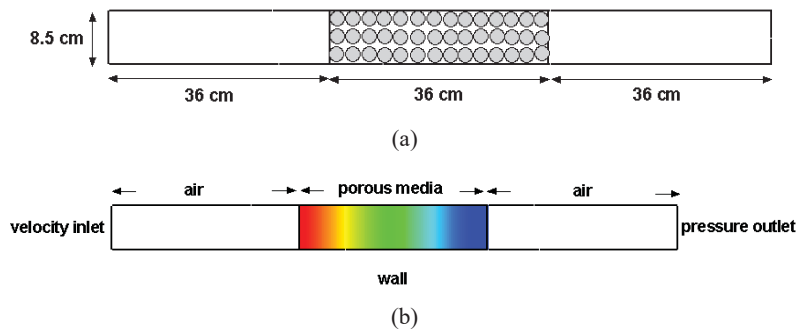 8.5 cm
36 cm 36 cm 36 cm
(a)
air porous media air
velocity inlet pressure outlet
wall
(b)